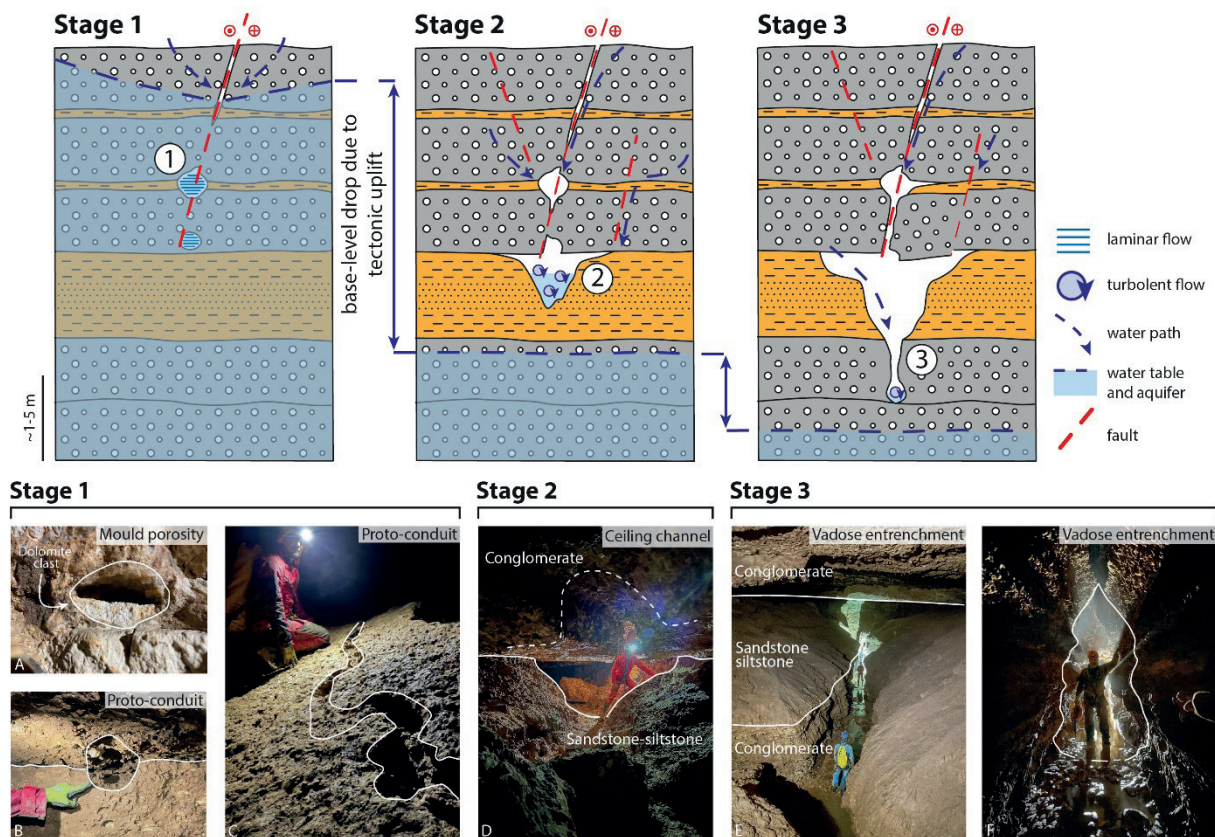 Stage 1
Stage 2
Stage 3
1
2
3
base-level drop due to
tectonic uplift
~1-5 m
laminar flow
turbolent flow
water path
water table
and aquifer
fault
Stage 1
Stage 2
Stage 3
Mould porosity
Dolomite
clast
A
Proto-conduit
B
Proto-conduit
C
Ceiling channel
Conglomerate
Sandstone-siltstone
D
Vadose entrenchment
Conglomerate
Sandstone
siltstone
Conglomerate
E
Vadose entrenchment
F